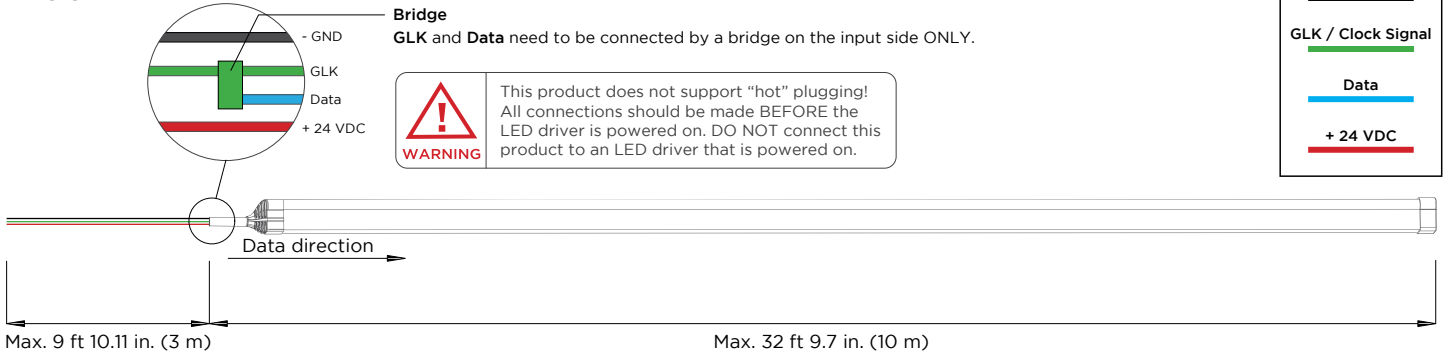 Bridge
GLK and Data need to be connected by a bridge on the input side ONLY.
- GND
GLK
Data
+ 24 VDC
WARNING
This product does not support “hot” plugging!
All connections should be made BEFORE the
LED driver is powered on. DO NOT connect this
product to an LED driver that is powered on.
GLK / Clock Signal
Data
+ 24 VDC
Data direction
Max. 9 ft 10.11 in. (3 m)
Max. 32 ft 9.7 in. (10 m)